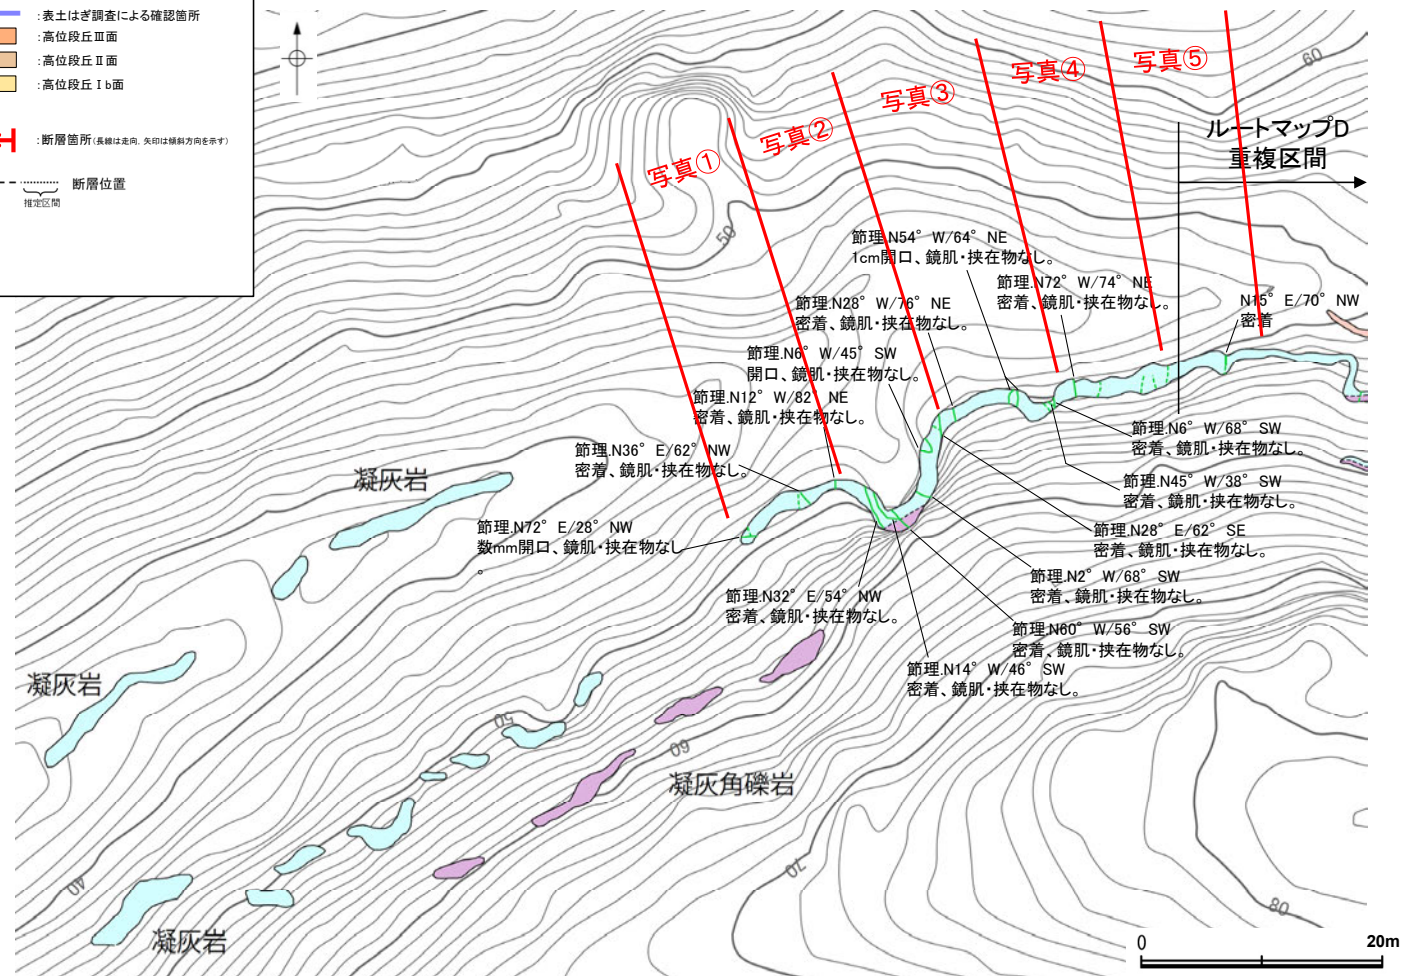 ：表土はぎ調査による確認箇所
：高位段丘Ⅲ面
：高位段丘Ⅱ面
：高位段丘Ⅰb面
：断層箇所(長線は走向、矢印は傾斜方向を示す)
断層位置
推定区間
写真①
写真②
写真③
写真④
写真⑤
60
ルートマップD
重複区間
50
節理.N54° W/64° NE
1cm開口、鏡肌・挟在物なし。
節理.N72° W/74° NE
密着、鏡肌・挟在物なし。
節理.N28° W/76° NE
密着、鏡肌・挟在物なし。
N15° E/70° NW
密着
節理.N6° W/45° SW
開口、鏡肌・挟在物なし。
節理.N12° W/82° NE
密着、鏡肌・挟在物なし。
節理.N36° E/62° NW
密着、鏡肌・挟在物なし。
節理.N6° W/68° SW
密着、鏡肌・挟在物なし。
凝灰岩
節理.N45° W/38° SW
密着、鏡肌・挟在物なし。
節理.N72° E/28° NW
数mm開口、鏡肌・挟在物なし
。
節理.N28° E/62° SE
密着、鏡肌・挟在物なし。
節理.N2° W/68° SW
密着、鏡肌・挟在物なし。
節理.N32° E/54° NW
密着、鏡肌・挟在物なし。
節理.N60° W/56° SW
密着、鏡肌・挟在物なし。
節理.N14° W/46° SW
密着、鏡肌・挟在物なし。
凝灰岩
50
60
凝灰角礫岩
70
40
80
凝灰岩
0
20m